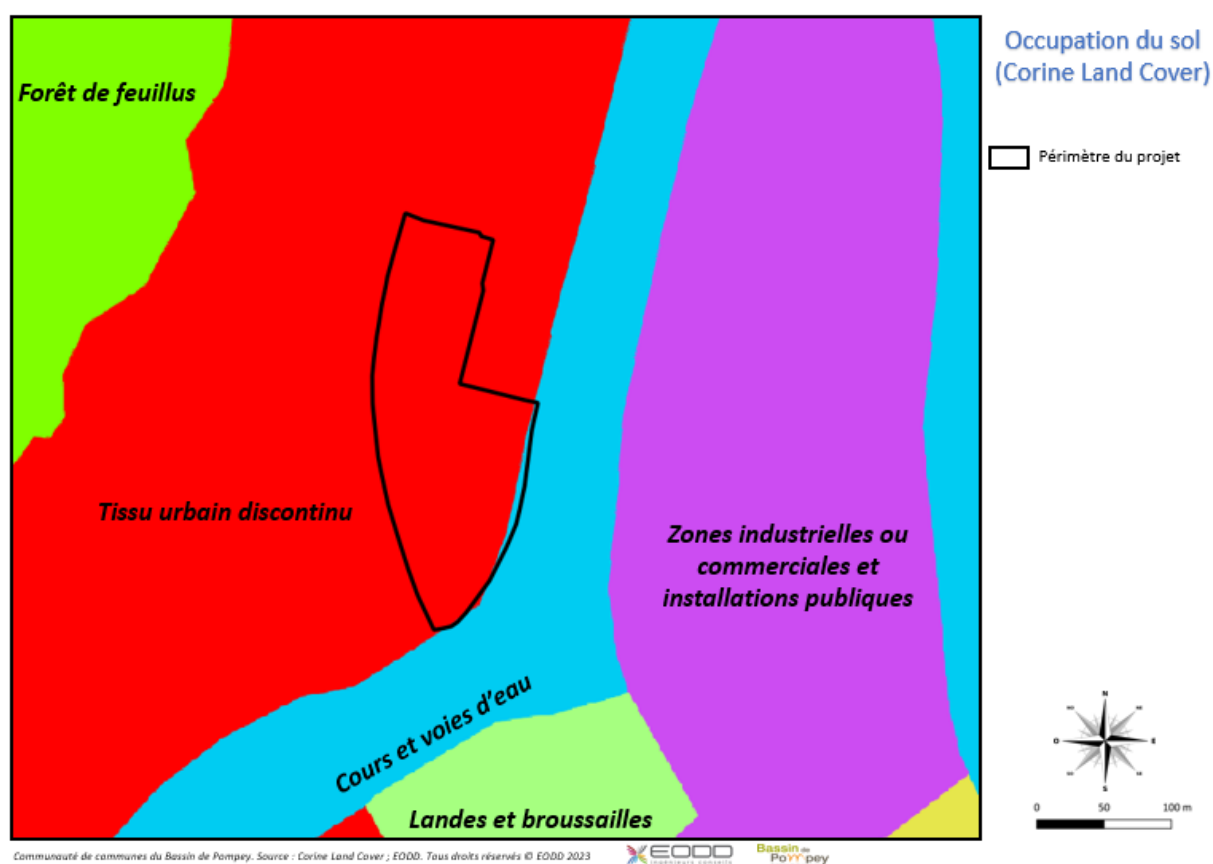 Occupation du sol
(Corine Land Cover)
Périmètre du projet
Forêt de feuillus
Tissu urbain discontinu
Zones industrielles ou
commerciales et
installations publiques
Cours et voies d'eau
Landes et broussailles
N
O
E
S
0 50 100 m
Communauté de communes du Bassin de Pompey. Source : Corine Land Cover ; EODD. Tous droits réservés © EODD 2023
EODD
ingénieurs conseils
Bassin de
Pompey